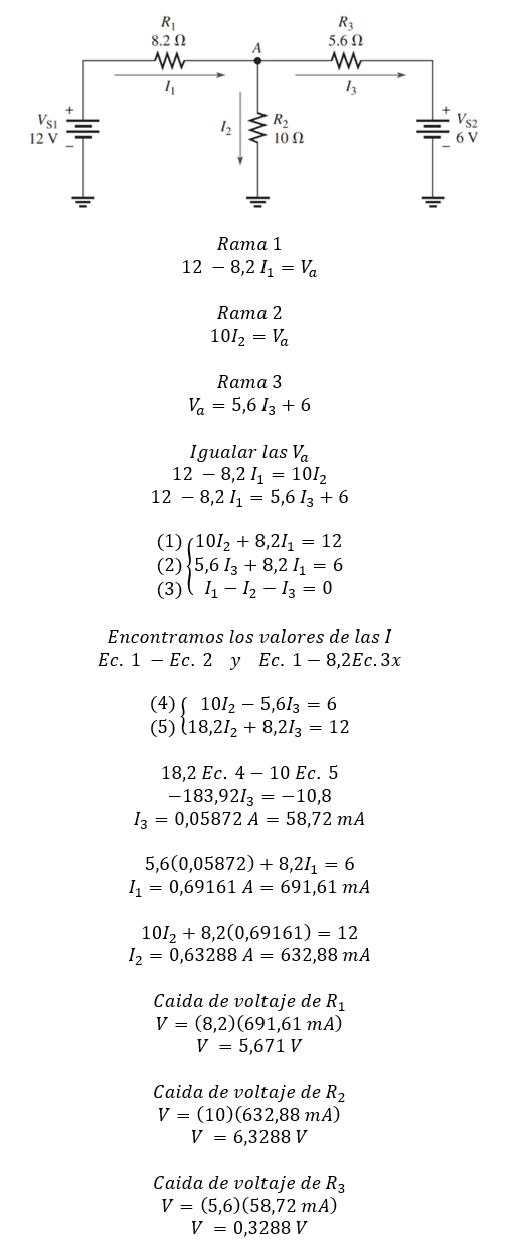 R₁
8.2 Ω
R₃
5.6 Ω
A
I₁
I₃
+
V_S1
12 V
−
I₂
R₂
10 Ω
+
V_S2
6 V
−
Rama 1
12 − 8,2 I₁ = Vₐ
Rama 2
10I₂ = Vₐ
Rama 3
Vₐ = 5,6 I₃ + 6
Igualar las Vₐ
12 − 8,2 I₁ = 10I₂
12 − 8,2 I₁ = 5,6 I₃ + 6
(1) { 10I₂ + 8,2I₁ = 12
(2) { 5,6 I₃ + 8,2 I₁ = 6
(3) { I₁ − I₂ − I₃ = 0
Encontramos los valores de las I
Ec. 1 − Ec. 2 y Ec. 1 − 8,2Ec. 3x
(4) { 10I₂ − 5,6I₃ = 6
(5) { 18,2I₂ + 8,2I₃ = 12
18,2 Ec. 4 − 10 Ec. 5
−183,92I₃ = −10,8
I₃ = 0,05872 A = 58,72 mA
5,6(0,05872) + 8,2I₁ = 6
I₁ = 0,69161 A = 691,61 mA
10I₂ + 8,2(0,69161) = 12
I₂ = 0,63288 A = 632,88 mA
Caida de voltaje de R₁
V = (8,2)(691,61 mA)
V = 5,671 V
Caida de voltaje de R₂
V = (10)(632,88 mA)
V = 6,3288 V
Caida de voltaje de R₃
V = (5,6)(58,72 mA)
V = 0,3288 V